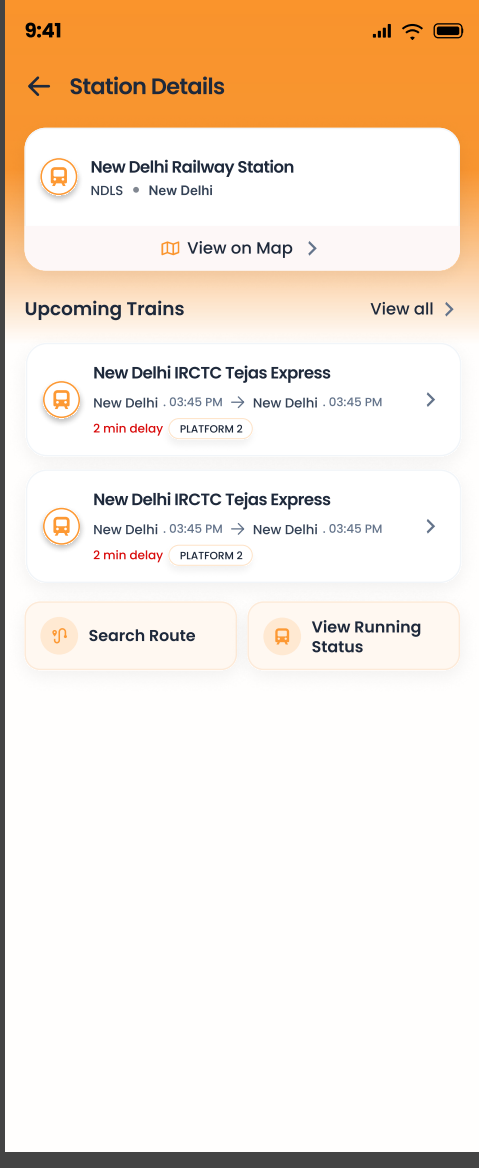 9:41
Station Details
New Delhi Railway Station
NDLS • New Delhi
View on Map
Upcoming Trains
View all
New Delhi IRCTC Tejas Express
New Delhi . 03:45 PM → New Delhi . 03:45 PM
2 min delay PLATFORM 2
New Delhi IRCTC Tejas Express
New Delhi . 03:45 PM → New Delhi . 03:45 PM
2 min delay PLATFORM 2
Search Route
View Running
Status